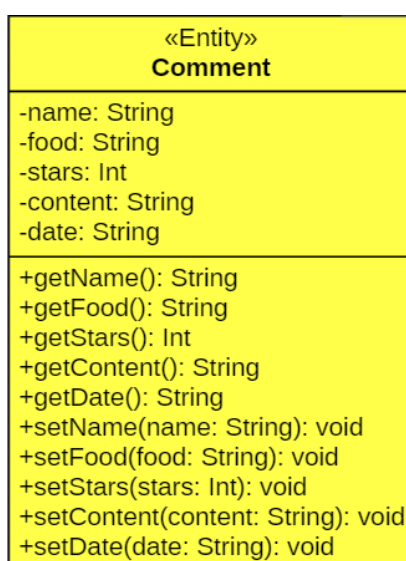 «Entity»
Comment
-name: String
-food: String
-stars: Int
-content: String
-date: String
+getName(): String
+getFood(): String
+getStars(): Int
+getContent(): String
+getDate(): String
+setName(name: String): void
+setFood(food: String): void
+setStars(stars: Int): void
+setContent(content: String): void
+setDate(date: String): void